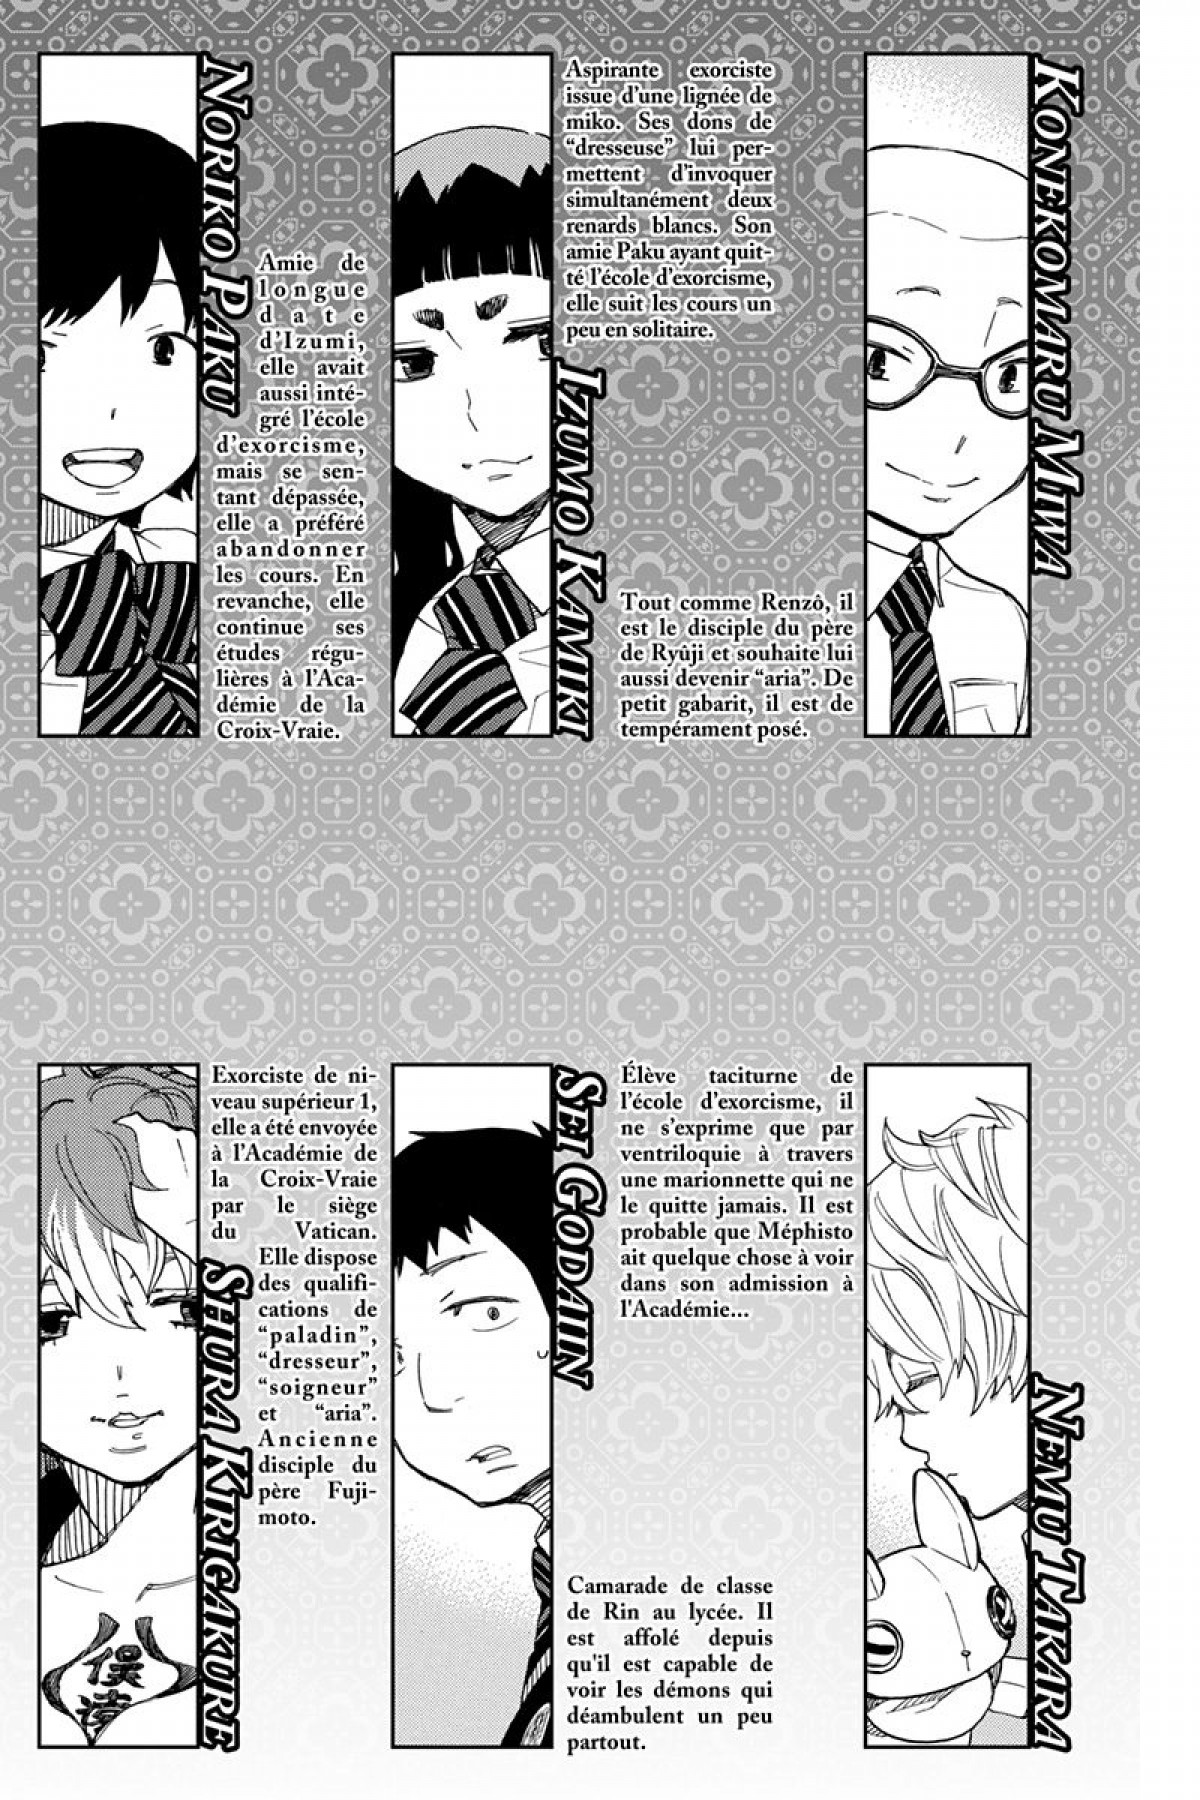 KONEKOMARU MIWA
Tout comme Renzô, il
est le disciple du père
de Ryûji et souhaite lui
aussi devenir “aria”. De
petit gabarit, il est de
tempérament posé.
IZUMO KAMIKI
Aspirante exorciste
issue d’une lignée de
miko. Ses dons de
“dresseuse” lui per-
mettent d’invoquer
simultanément deux
renards blancs. Son
amie Paku ayant quit-
té l’école d’exorcisme,
elle suit les cours un
peu en solitaire.
NORIKO PAKU
Amie de
longue
date
d’Izumi,
elle avait
aussi inté-
gré l’école
d’exorcisme,
mais se sen-
tant dépassée,
elle a préféré
abandonner
les cours. En
revanche, elle
continue ses
études régu-
lières à l’Aca-
démie de la
Croix-Vraie.
NEMU TAKARA
Élève taciturne de
l’école d’exorcisme, il
ne s’exprime que par
ventriloquie à travers
une marionnette qui ne
le quitte jamais. Il est
probable que Méphisto
ait quelque chose à voir
dans son admission à
l'Académie...
SEI GODAIIN
Camarade de classe
de Rin au lycée. Il
est affolé depuis
qu'il est capable de
voir les démons qui
déambulent un peu
partout.
SHURA KIRIGAKURE
Exorciste de ni-
veau supérieur 1,
elle a été envoyée
à l’Académie de
la Croix-Vraie
par le siège
du Vatican.
Elle dispose
des qualifi-
cations de
“paladin”,
“dresseur”,
“soigneur”
et “aria”.
Ancienne
disciple du
père Fuji-
moto.